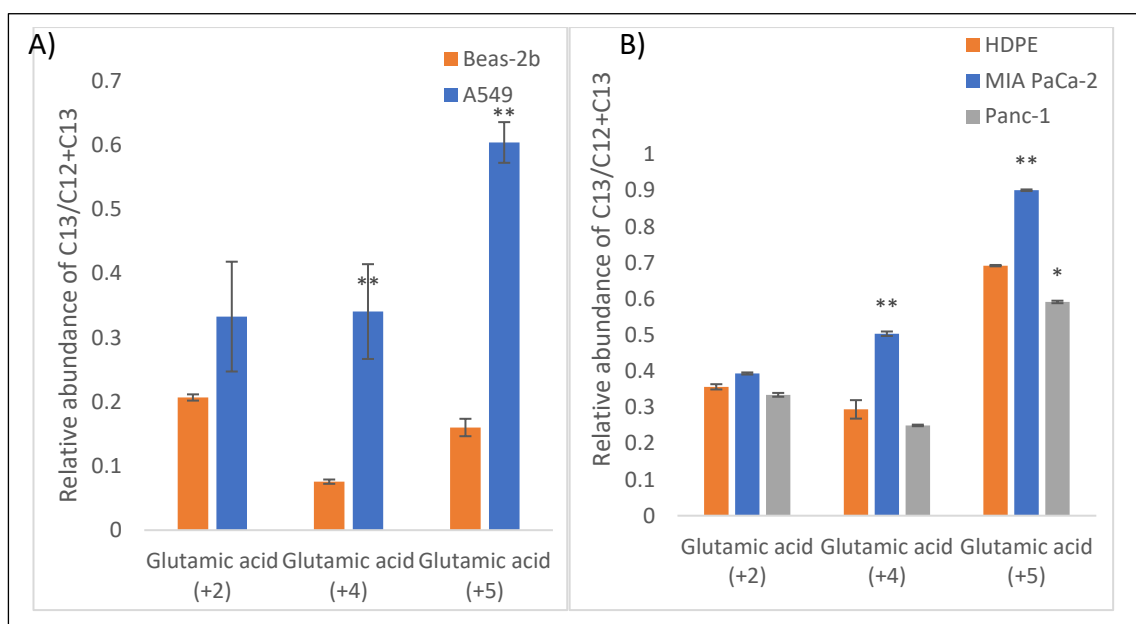 A)
Beas-2b
A549
Relative abundance of C13/C12+C13
0.7
0.6
0.5
0.4
0.3
0.2
0.1
0
**
**
Glutamic acid
(+2)
Glutamic acid
(+4)
Glutamic acid
(+5)
B)
HDPE
MIA PaCa-2
Panc-1
Relative abundance of C13/C12+C13
1
0.9
0.8
0.7
0.6
0.5
0.4
0.3
0.2
0.1
0
**
**
*
Glutamic acid
(+2)
Glutamic acid
(+4)
Glutamic acid
(+5)